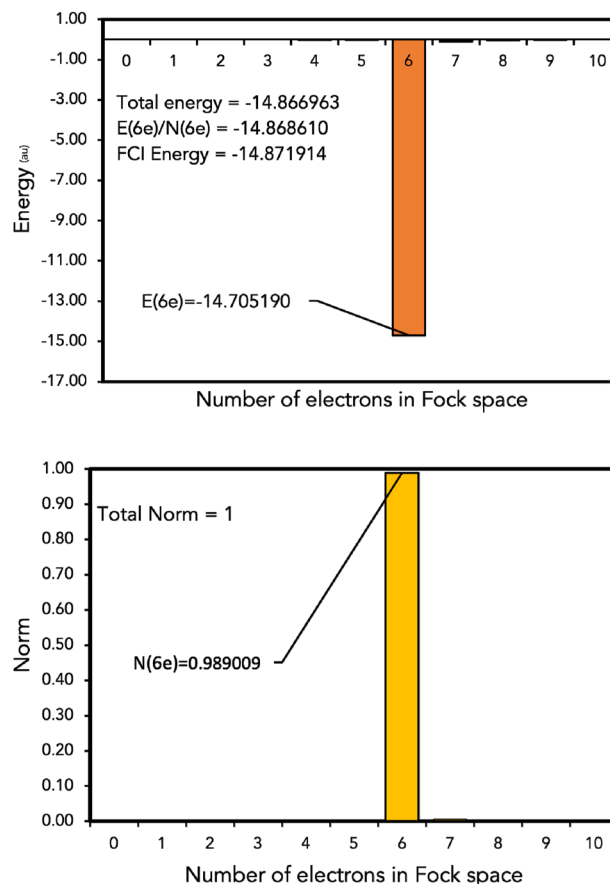 1.00
-1.00
-3.00
-5.00
-7.00
-9.00
-11.00
-13.00
-15.00
-17.00
Energy (au)
0 1 2 3 4 5 6 7 8 9 10
Total energy = -14.866963
E(6e)/N(6e) = -14.868610
FCI Energy = -14.871914
E(6e)=-14.705190
Number of electrons in Fock space
1.00
0.90
0.80
0.70
0.60
0.50
0.40
0.30
0.20
0.10
0.00
Norm
Total Norm = 1
N(6e)=0.989009
0 1 2 3 4 5 6 7 8 9 10
Number of electrons in Fock space